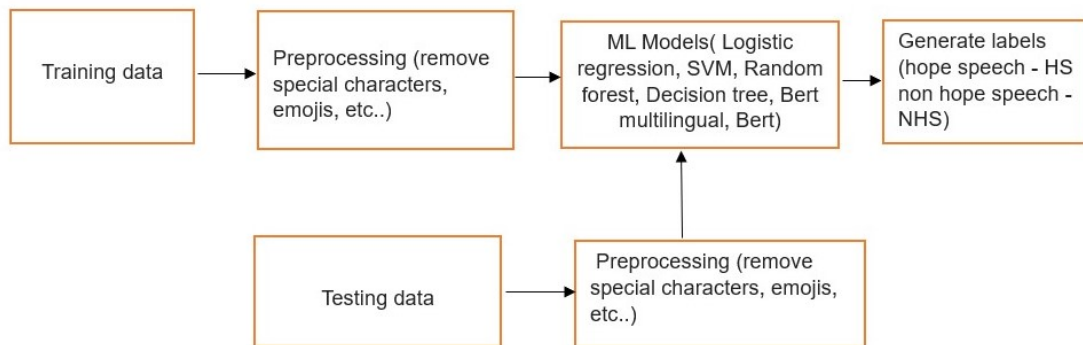 Training data
Preprocessing (remove
special characters,
emojis, etc..)
ML Models( Logistic
regression, SVM, Random
forest, Decision tree, Bert
multilingual, Bert)
Generate labels
(hope speech - HS
non hope speech -
NHS)
Testing data
Preprocessing (remove
special characters, emojis,
etc..)